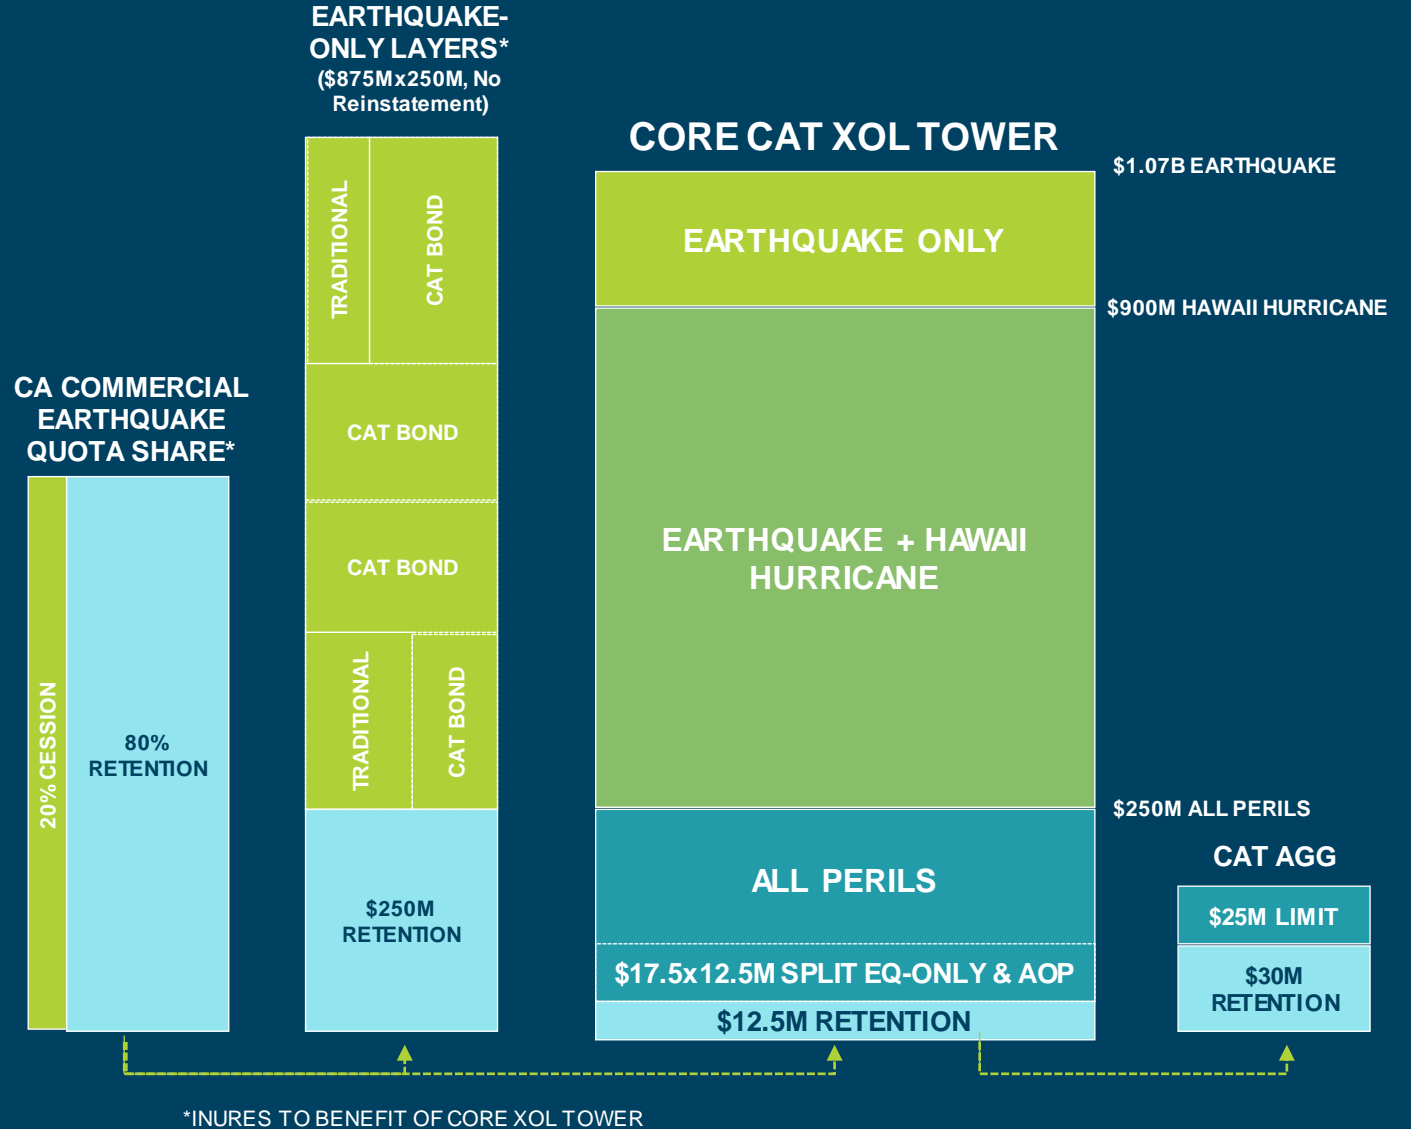 EARTHQUAKE-
ONLY LAYERS*
($875Mx250M, No
Reinstatement)
CORE CAT XOL TOWER
$1.07B EARTHQUAKE
EARTHQUAKE ONLY
TRADITIONAL
CAT BOND
$900M HAWAII HURRICANE
CA COMMERCIAL
EARTHQUAKE
QUOTA SHARE*
CAT BOND
CAT BOND
EARTHQUAKE + HAWAII
HURRICANE
20% CESSION
80%
RETENTION
TRADITIONAL
CAT BOND
$250M ALL PERILS
CAT AGG
ALL PERILS
$250M
RETENTION
$25M LIMIT
$17.5x12.5M SPLIT EQ-ONLY & AOP
$30M
RETENTION
$12.5M RETENTION
*INURES TO BENEFIT OF CORE XOL TOWER